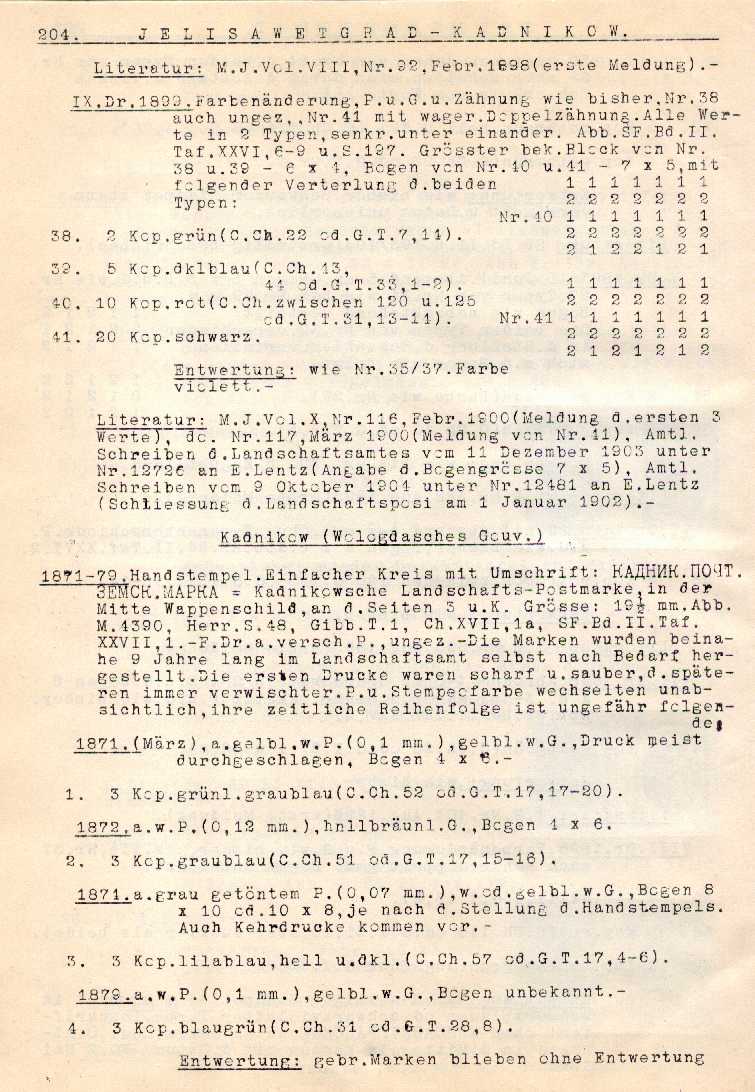 204. JELISAWETGRAD - KADNIKOW.
Literatur: M.J.Vol.VIII,Nr.92,Febr.1898(erste Meldung).-
IX.Dr.1899.Farbenänderung,P.u.G.u.Zähnung wie bisher,Nr.38
auch ungez,,Nr.41 mit wager.Doppelzähnung.Alle Wer-
te in 2 Typen,senkr.unter einander. Abb.SF.Bd.II.
Taf.XXVI,6-9 u.S.197. Grösster bek.Block von Nr.
38 u.39 - 6 x 4, Bogen von Nr.40 u.41 - 7 x 5,mit
folgender Verterlung d.beiden 1 1 1 1 1 1 1
Typen: 2 2 2 2 2 2 2
Nr.40 1 1 1 1 1 1 1
38. 2 Kop.grün(C.Ch.22 od.G.T.7,14). 2 2 2 2 2 2 2
2 1 2 2 1 2 1
39. 5 Kop.dklblau(C.Ch.43,
44 od.G.T.33,1-2). 1 1 1 1 1 1 1
40. 10 Kop.rot(C.Ch.zwischen 120 u.125 2 2 2 2 2 2 2
od.G.T.31,13-14). Nr.41 1 1 1 1 1 1 1
41. 20 Kop.schwarz. 2 2 2 2 2 2 2
2 1 2 1 2 1 2
Entwertung: wie Nr.35/37.Farbe
violett.-
Literatur: M.J.Vol.X,Nr.116,Febr.1900(Meldung d.ersten 3
Werte), do. Nr.117,März 1900(Meldung von Nr.41), Amtl.
Schreiben d.Landschaftsamtes vom 11 Dezember 1903 unter
Nr.12726 an E.Lentz(Angabe d.Bogengrösse 7 x 5), Amtl.
Schreiben vom 9 Oktober 1904 unter Nr.12481 an E.Lentz
(Schliessung d.Landschaftsposi am 1 Januar 1902).-
Kadnikow (Wologdasches Gouv.)
1871-79.Handstempel.Einfacher Kreis mit Umschrift: КАДНИК.ПОЧТ.
ЗЕМСК.МАРКА = Kadnikowsche Landschafts-Postmarke,in der
Mitte Wappenschild,an d.Seiten 3 u.K. Grösse: 19½ mm.Abb.
M.4390, Herr.S.48, Gibb.T.1, Ch.XVII,1a, SF.Bd.II.Taf.
XXVII,1.-F.Dr.a.versch.P.,ungez.-Die Marken wurden beina-
he 9 Jahre lang im Landschaftsamt selbst nach Bedarf her-
gestellt.Die ersten Drucke waren scharf u.sauber,d.späte-
ren immer verwischter.P.u.Stempeofarbe wechselten unab-
sichtlich,ihre zeitliche Reihenfolge ist ungefähr folgen-
de:
1871.(März),a.gelbl.w.P.(0,1 mm.),gelbl.w.G.,Druck meist
durchgeschlagen, Bogen 4 x 6.-
1. 3 Kop.grünl.graublau(C.Ch.52 od.G.T.17,17-20).
1872.a.w.P.(0,12 mm.),hnllbräunl.G.,Bogen 4 x 6.
2. 3 Kop.graublau(C.Ch.51 od.G.T.17,15-16).
1874.a.grau getöntem P.(0,07 mm.),w.od.gelbl.w.G.,Bogen 8
x 10 od.10 x 8,je nach d.Stellung d.Handstempels.
Auch Kehrdrucke kommen vor.-
3. 3 Kop.lilablau,hell u.dkl.(C.Ch.57 od.G.T.17,4-6).
1879.a.w.P.(0,1 mm.),gelbl.w.G.,Bogen unbekannt.-
4. 3 Kop.blaugrün(C.Ch.31 od.G.T.28,8).
Entwertung: gebr.Marken blieben ohne Entwertung